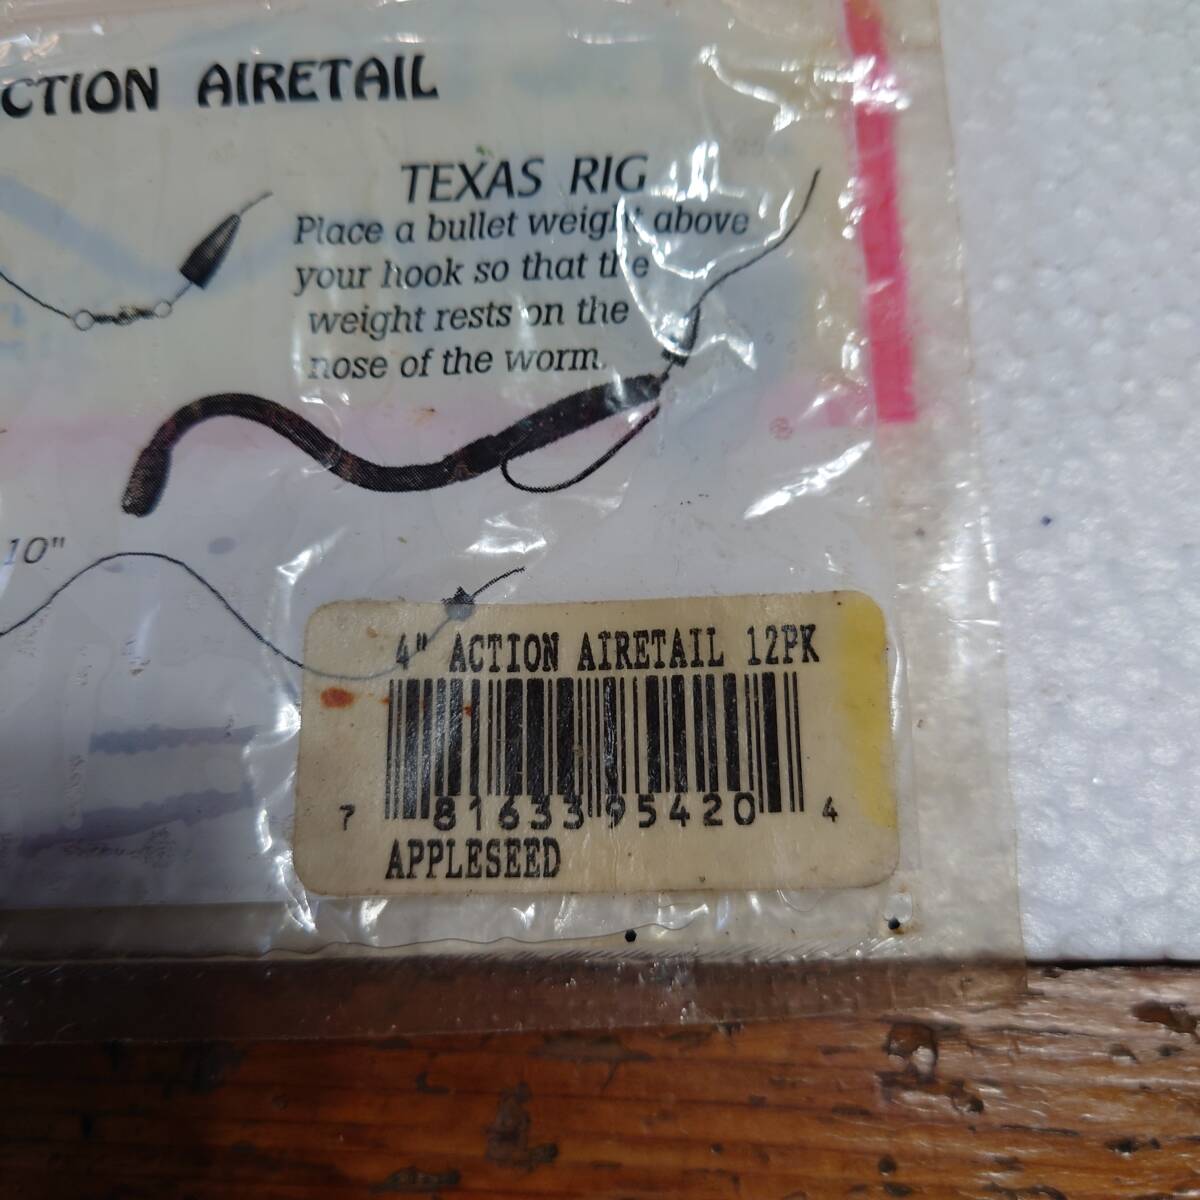 CTION AIRETAIL
TEXAS RIG
Place a bullet weight above
your hook so that the
weight rests on the
nose of the worm.
10"
4" ACTION AIRETAIL 12PK
7 81633 95420 4
APPLESEED